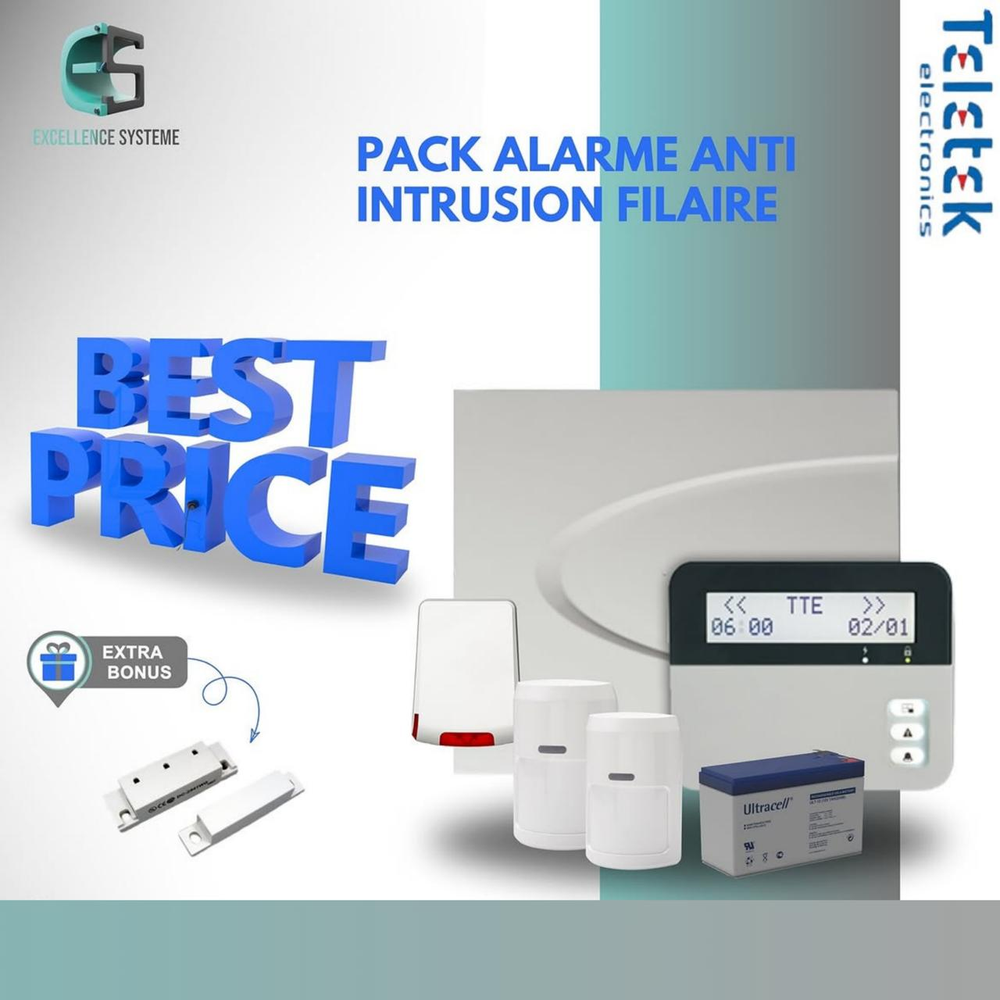 EXCELLENCE SYSTEME
Teletek
electronics
PACK ALARME ANTI
INTRUSION FILAIRE
BEST
PRICE
<< TTE >>
06:00 02/01
EXTRA
BONUS
Ultracell